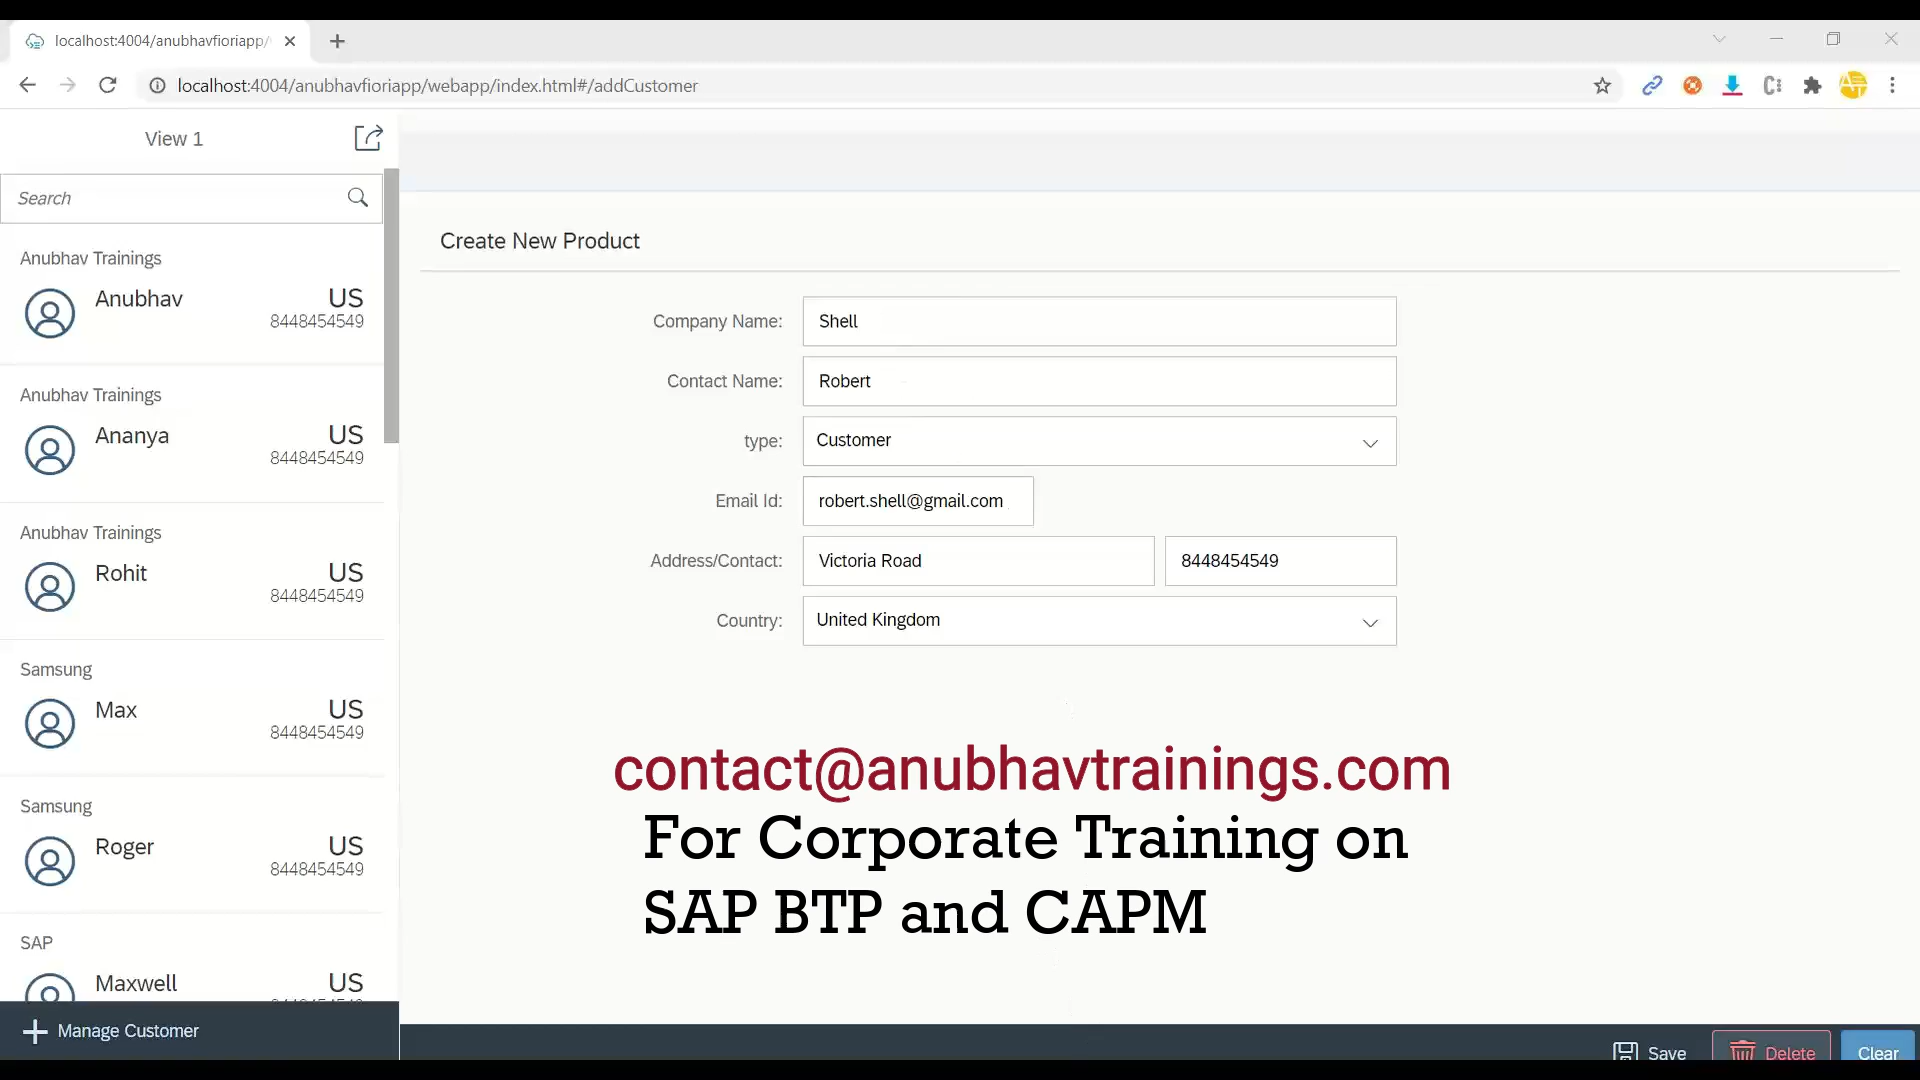 localhost:4004/anubhavfioriapp/
localhost:4004/anubhavfioriapp/webapp/index.html#/addCustomer
View 1
Search
Anubhav Trainings
Anubhav US
8448454549
Anubhav Trainings
Ananya US
8448454549
Anubhav Trainings
Rohit US
8448454549
Samsung
Max US
8448454549
Samsung
Roger US
8448454549
SAP
Maxwell US
Manage Customer
Create New Product
Company Name: Shell
Contact Name: Robert
type: Customer
Email Id: robert.shell@gmail.com
Address/Contact: Victoria Road 8448454549
Country: United Kingdom
contact@anubhavtrainings.com
For Corporate Training on
SAP BTP and CAPM
Save Delete Clear